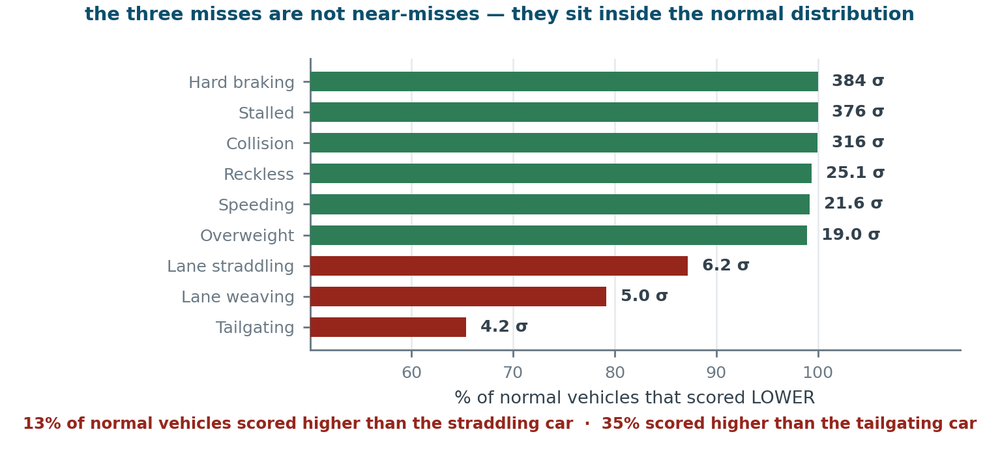 the three misses are not near-misses — they sit inside the normal distribution
Hard braking 384 σ
Stalled 376 σ
Collision 316 σ
Reckless 25.1 σ
Speeding 21.6 σ
Overweight 19.0 σ
Lane straddling 6.2 σ
Lane weaving 5.0 σ
Tailgating 4.2 σ
60 70 80 90 100
% of normal vehicles that scored LOWER
13% of normal vehicles scored higher than the straddling car · 35% scored higher than the tailgating car